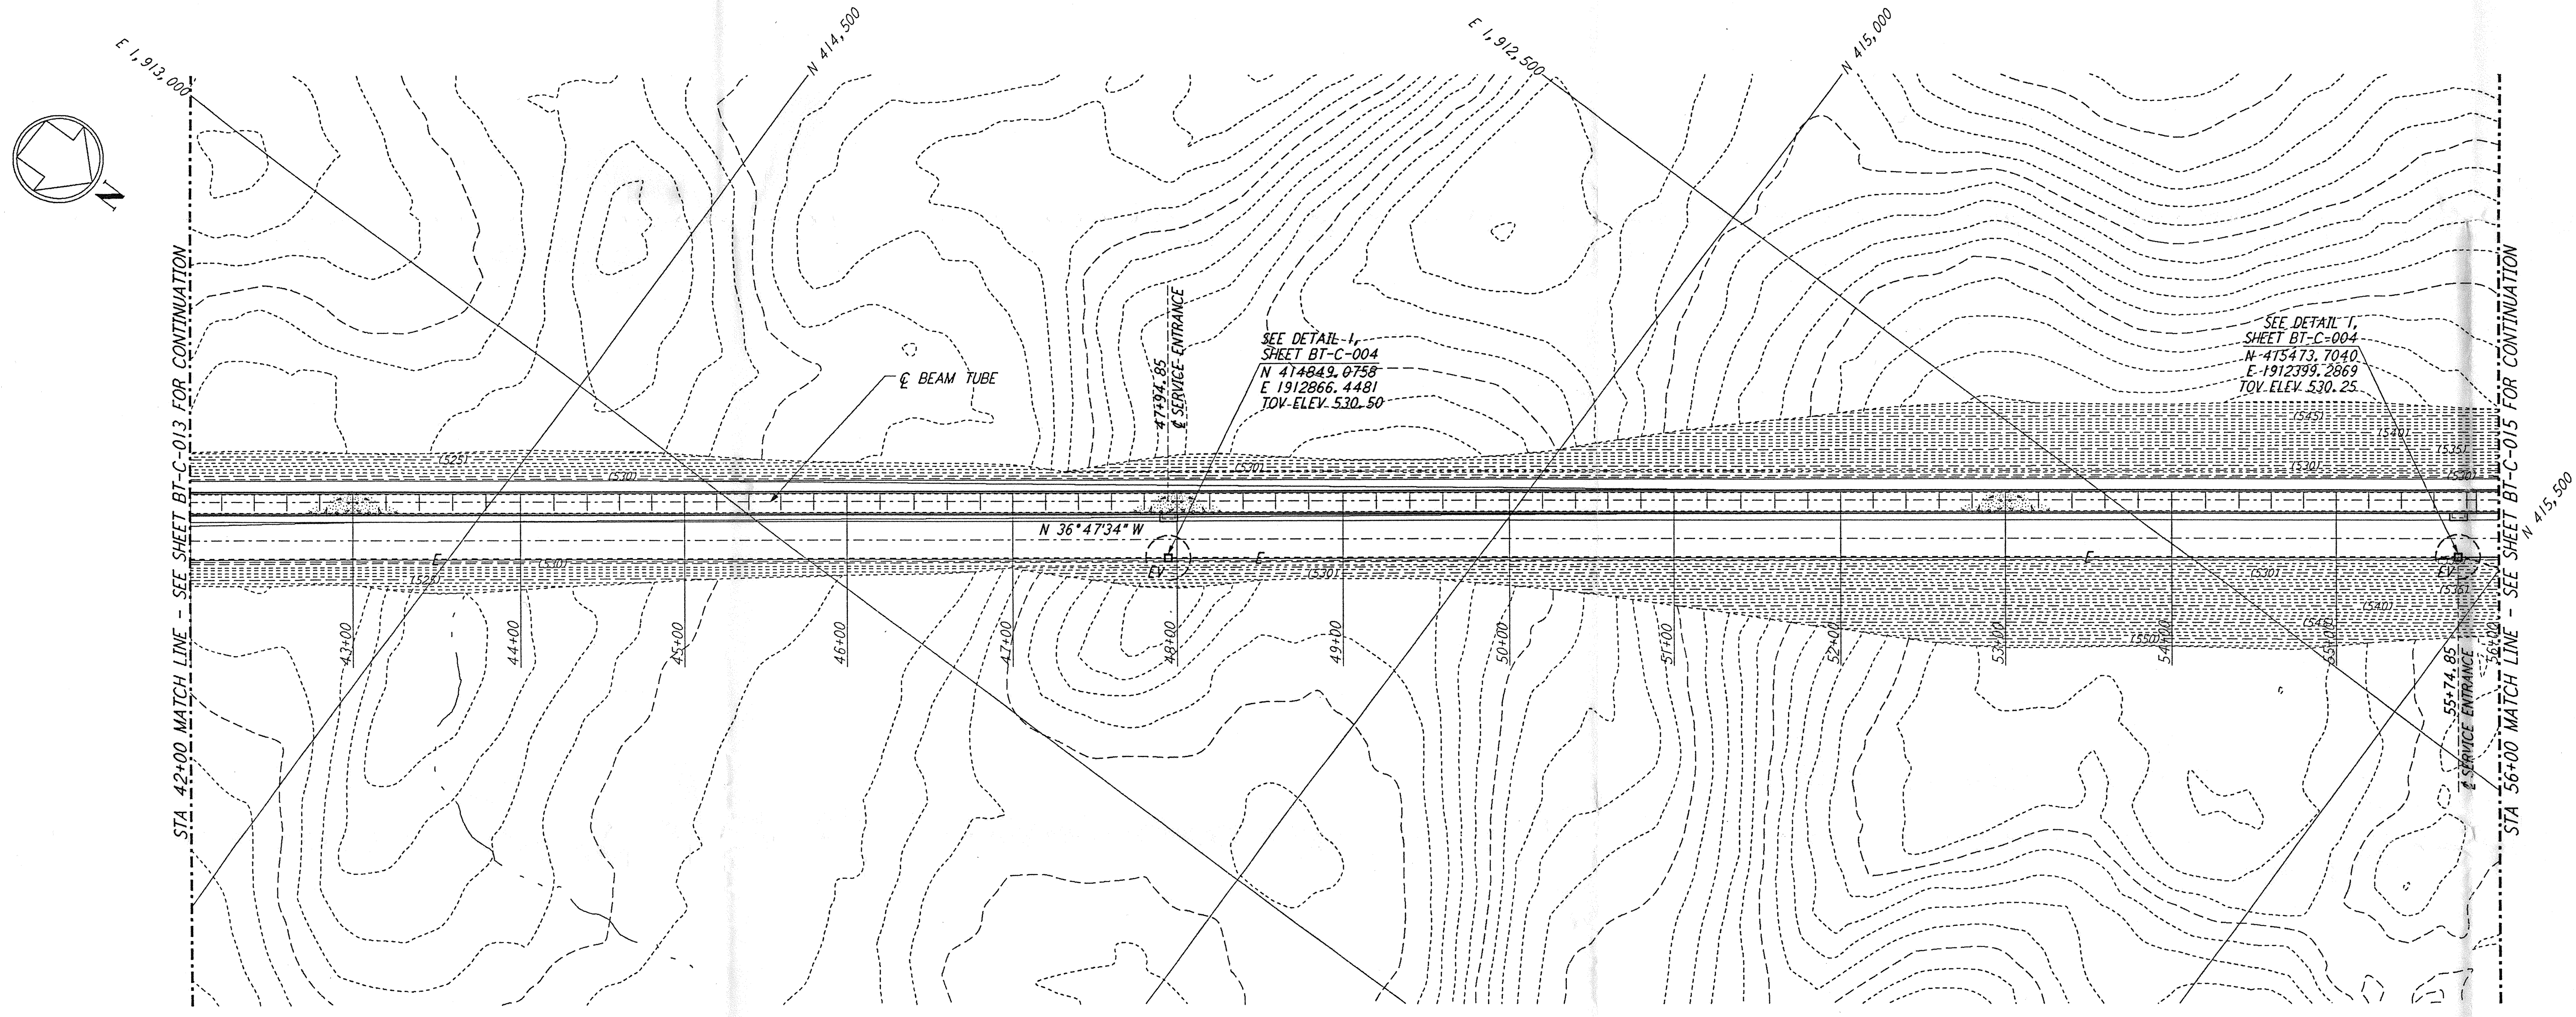 E 1,913,000
N 414,500
E 1,912,500
N 415,000
N
STA 42+00 MATCH LINE - SEE SHEET BT-C-013 FOR CONTINUATION
℄ BEAM TUBE
47+94.85
℄ SERVICE ENTRANCE
SEE DETAIL 1,
SHEET BT-C-004
N 414849.0758
E 1912866.4481
TOV ELEV 530.50
SEE DETAIL 1,
SHEET BT-C-004
N 415473.7040
E 1912399.2869
TOV ELEV 530.25
STA 56+00 MATCH LINE - SEE SHEET BT-C-015 FOR CONTINUATION
N 415,500
(525)
(530)
(530)
(545)
(540)
(535)
(530)
(530)
N 36°47'34" W
E
(525)
(530)
EV
E
(530)
E
(530)
EV
(535)
(540)
(545)
(550)
43+00
44+00
45+00
46+00
47+00
48+00
49+00
50+00
51+00
52+00
53+00
54+00
55+00
56+00
55+74.85
℄ SERVICE ENTRANCE